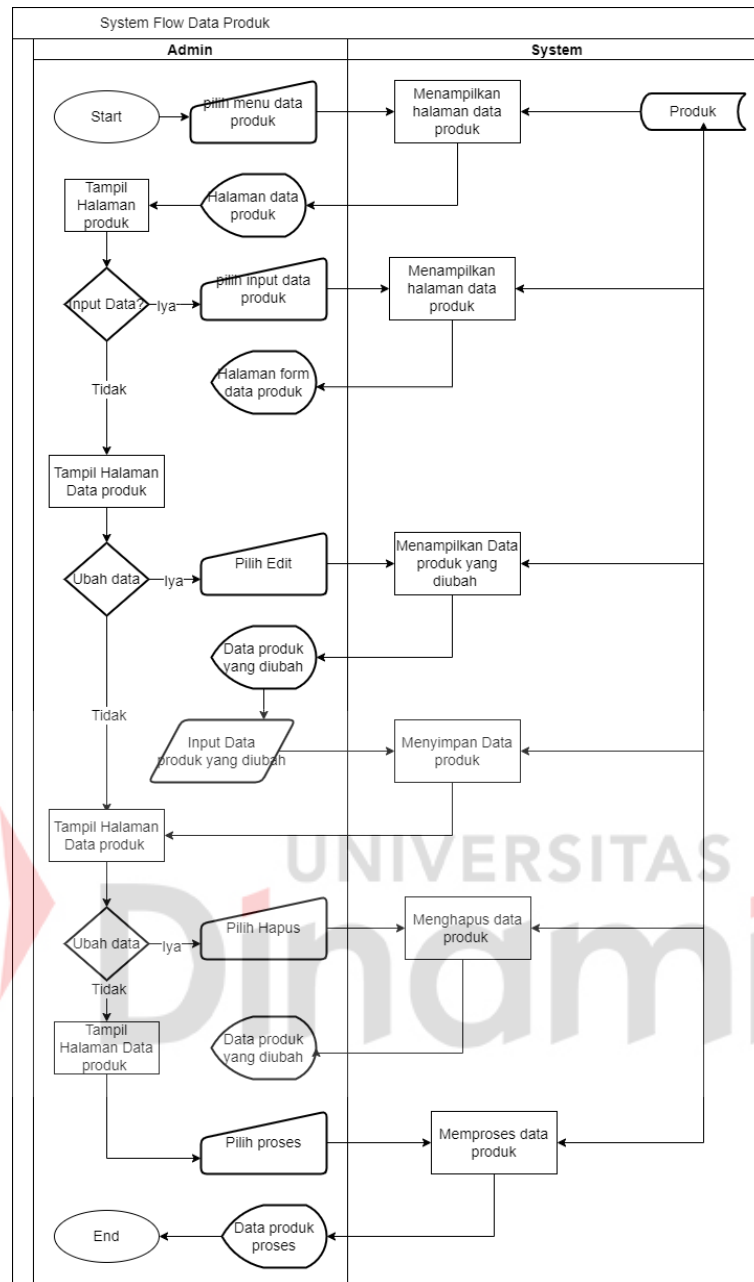 System Flow Data Produk
Admin
System
Start
pilih menu data
produk
Menampilkan
halaman data
produk
Produk
Tampil
Halaman
produk
Halaman data
produk
Input Data?
Iya
pilih input data
produk
Menampilkan
halaman data
produk
Halaman form
data produk
Tidak
Tampil Halaman
Data produk
Ubah data
Iya
Pilih Edit
Menampilkan Data
produk yang
diubah
Data produk
yang diubah
Tidak
Input Data
produk yang diubah
Menyimpan Data
produk
Tampil Halaman
Data produk
UNIVERSITAS
Dinami
Ubah data
Iya
Pilih Hapus
Menghapus data
produk
Tidak
Tampil
Halaman Data
produk
Data produk
yang diubah
Pilih proses
Memproses data
produk
End
Data produk
proses